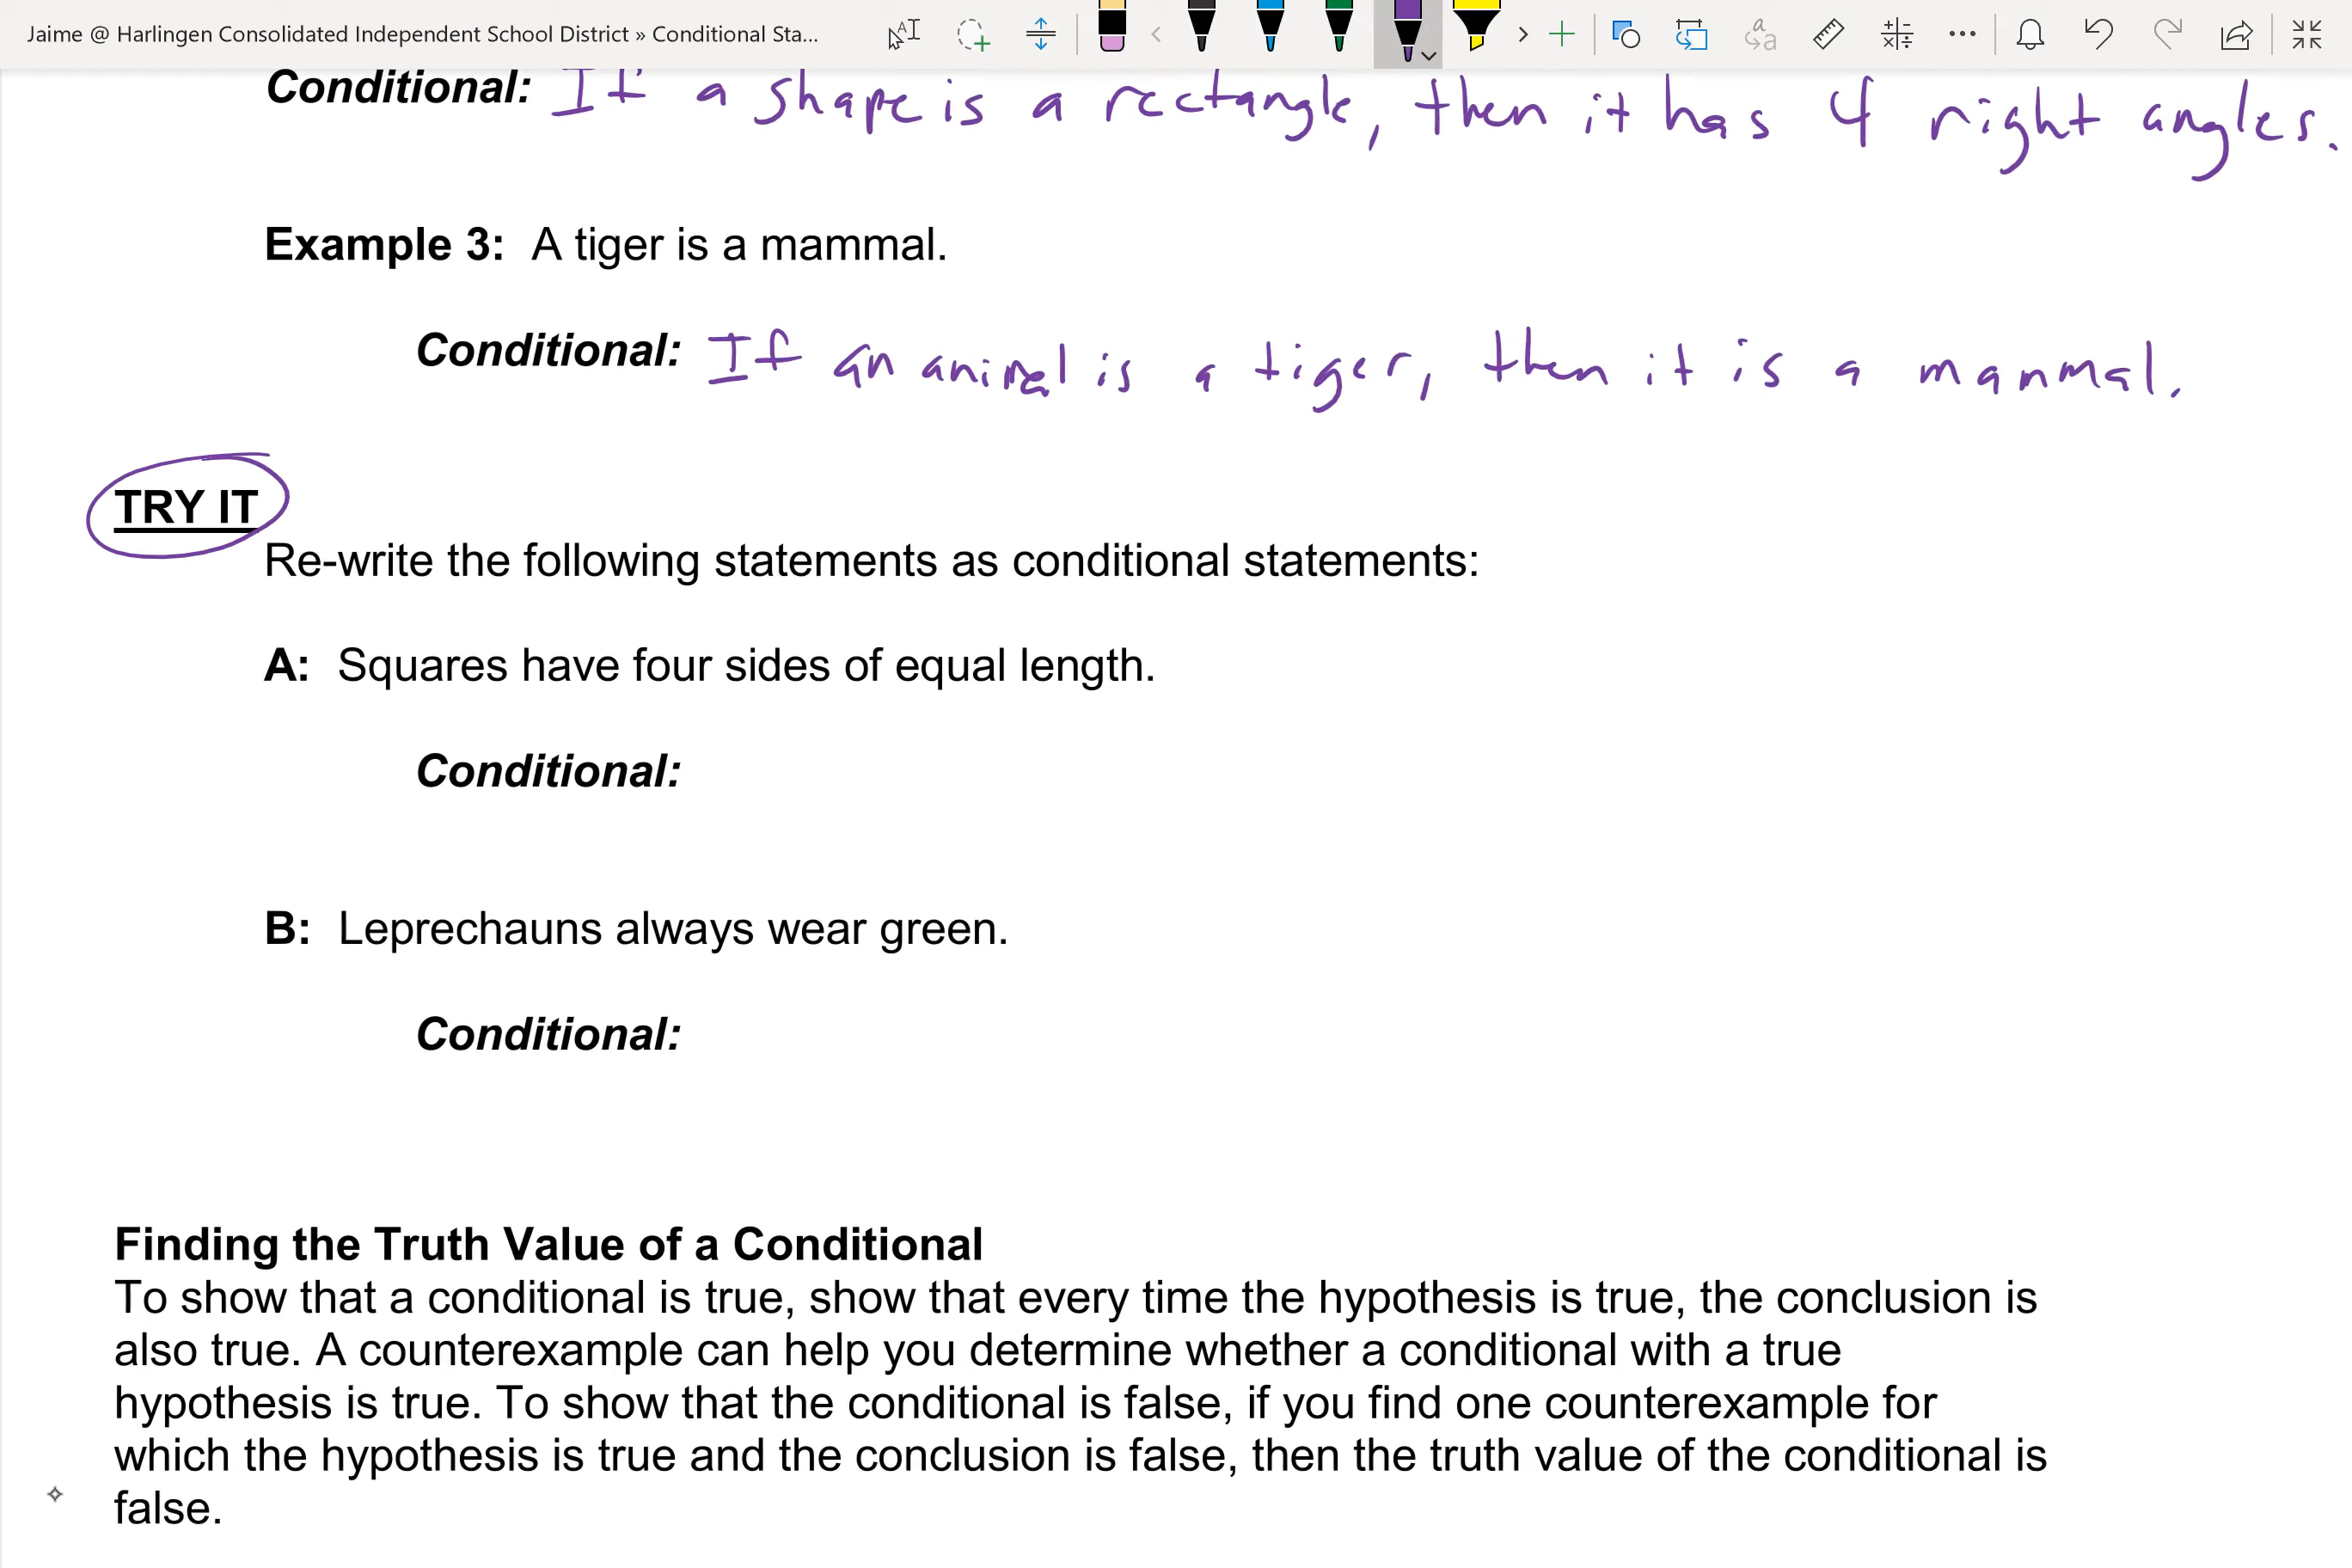 Jaime @ Harlingen Consolidated Independent School District » Conditional Sta...
Conditional: If a shape is a rectangle, then it has 4 right angles.
Example 3: A tiger is a mammal.
Conditional: If an animal is a tiger, then it is a mammal.
TRY IT
Re-write the following statements as conditional statements:
A: Squares have four sides of equal length.
Conditional:
B: Leprechauns always wear green.
Conditional:
Finding the Truth Value of a Conditional
To show that a conditional is true, show that every time the hypothesis is true, the conclusion is
also true. A counterexample can help you determine whether a conditional with a true
hypothesis is true. To show that the conditional is false, if you find one counterexample for
which the hypothesis is true and the conclusion is false, then the truth value of the conditional is
false.